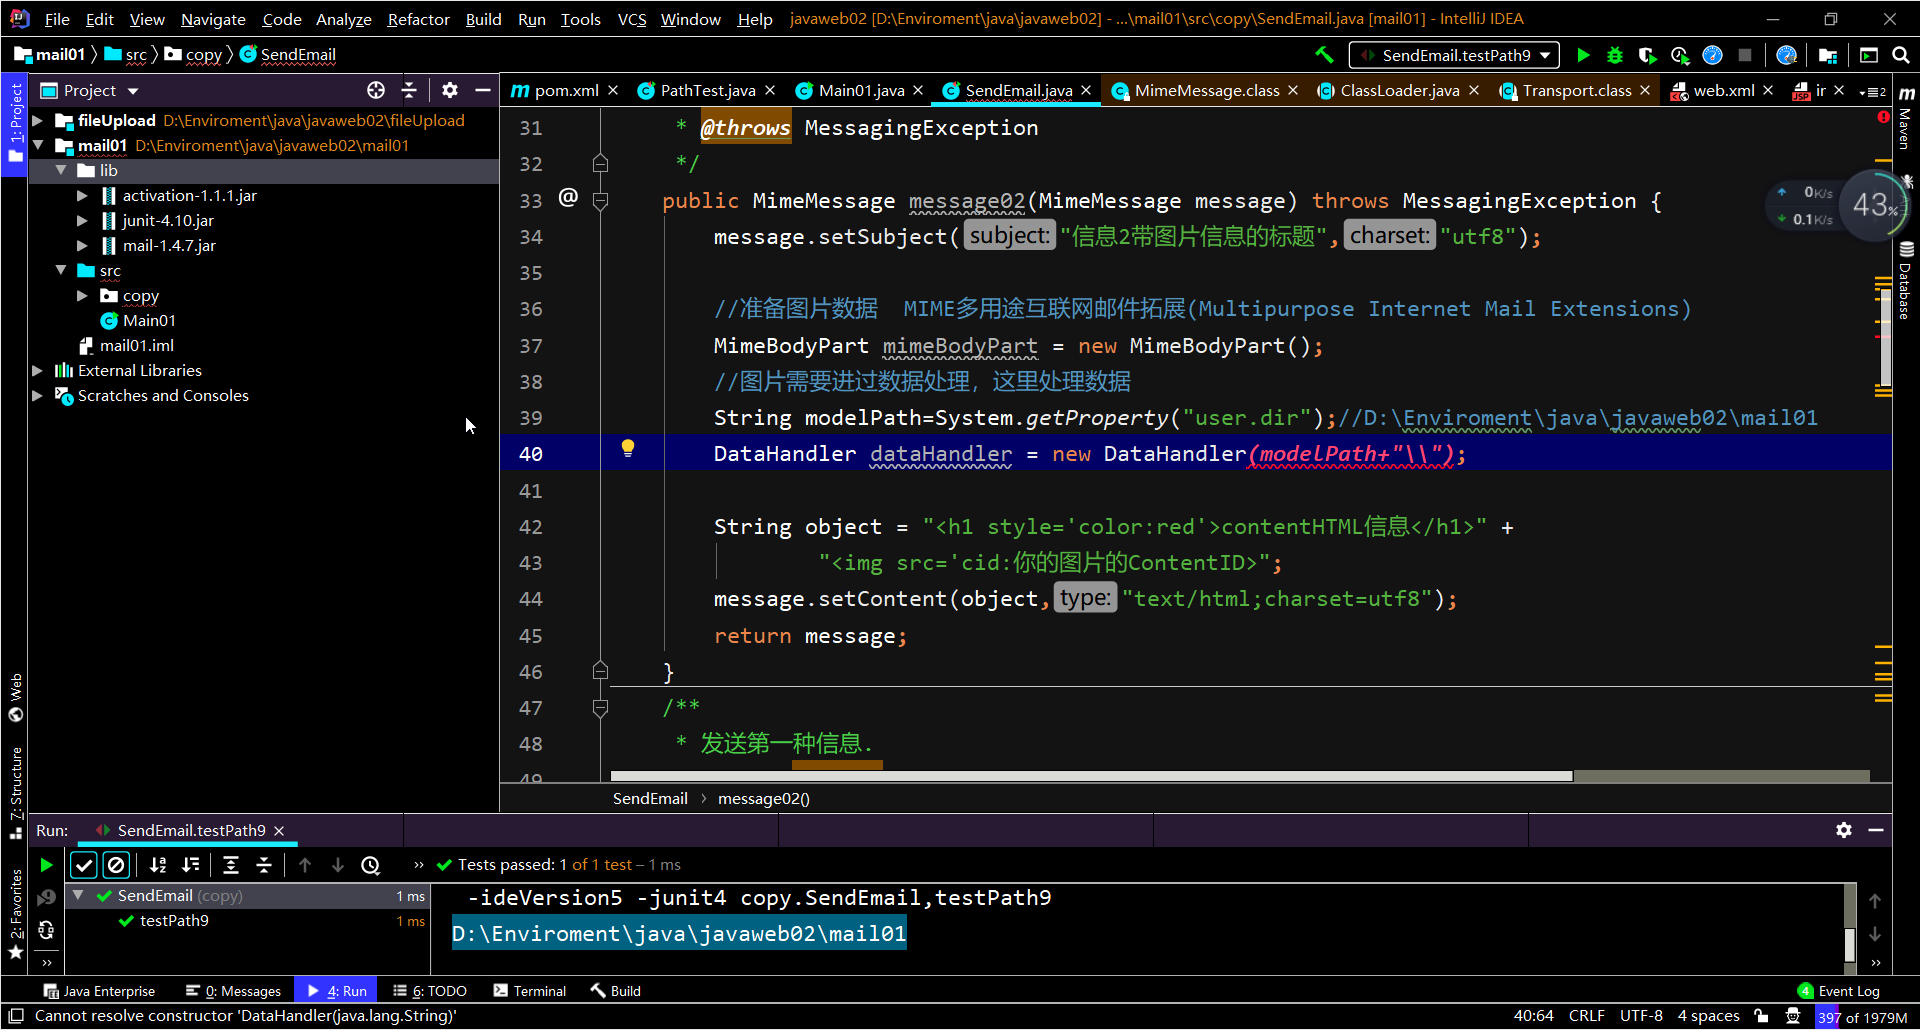 File Edit View Navigate Code Analyze Refactor Build Run Tools VCS Window Help javaweb02 [D:\Enviroment\java\javaweb02] - ...\mail01\src\copy\SendEmail.java [mail01] - IntelliJ IDEA
mail01 src copy SendEmail SendEmail.testPath9
Project
pom.xml PathTest.java Main01.java SendEmail.java MimeMessage.class ClassLoader.java Transport.class web.xml in 2
fileUpload D:\Enviroment\java\javaweb02\fileUpload
mail01 D:\Enviroment\java\javaweb02\mail01
lib
activation-1.1.1.jar
junit-4.10.jar
mail-1.4.7.jar
src
copy
Main01
mail01.iml
External Libraries
Scratches and Consoles
31 * @throws MessagingException
32 */
33 @ public MimeMessage message02(MimeMessage message) throws MessagingException {
34 message.setSubject( subject: "信息2带图片信息的标题", charset: "utf8");
35
36 //准备图片数据 MIME多用途互联网邮件拓展(Multipurpose Internet Mail Extensions)
37 MimeBodyPart mimeBodyPart = new MimeBodyPart();
38 //图片需要进过数据处理，这里处理数据
39 String modelPath=System.getProperty("user.dir");//D:\Enviroment\java\javaweb02\mail01
40 DataHandler dataHandler = new DataHandler(modelPath+"\\");
41
42 String object = "<h1 style='color:red'>contentHTML信息</h1>" +
43 "<img src='cid:你的图片的ContentID>";
44 message.setContent(object, type: "text/html;charset=utf8");
45 return message;
46 }
47 /**
48 * 发送第一种信息.
49
SendEmail › message02()
1: Project
Web
7: Structure
2: Favorites
m
Maven
Database
0K/s
0.1K/s
43%
Run: SendEmail.testPath9
» Tests passed: 1 of 1 test – 1 ms
SendEmail (copy) 1 ms
testPath9 1 ms
-ideVersion5 -junit4 copy.SendEmail,testPath9
D:\Enviroment\java\javaweb02\mail01
Java Enterprise 0: Messages 4: Run 6: TODO Terminal Build 4 Event Log
Cannot resolve constructor 'DataHandler(java.lang.String)' 40:64 CRLF UTF-8 4 spaces 397 of 1979M